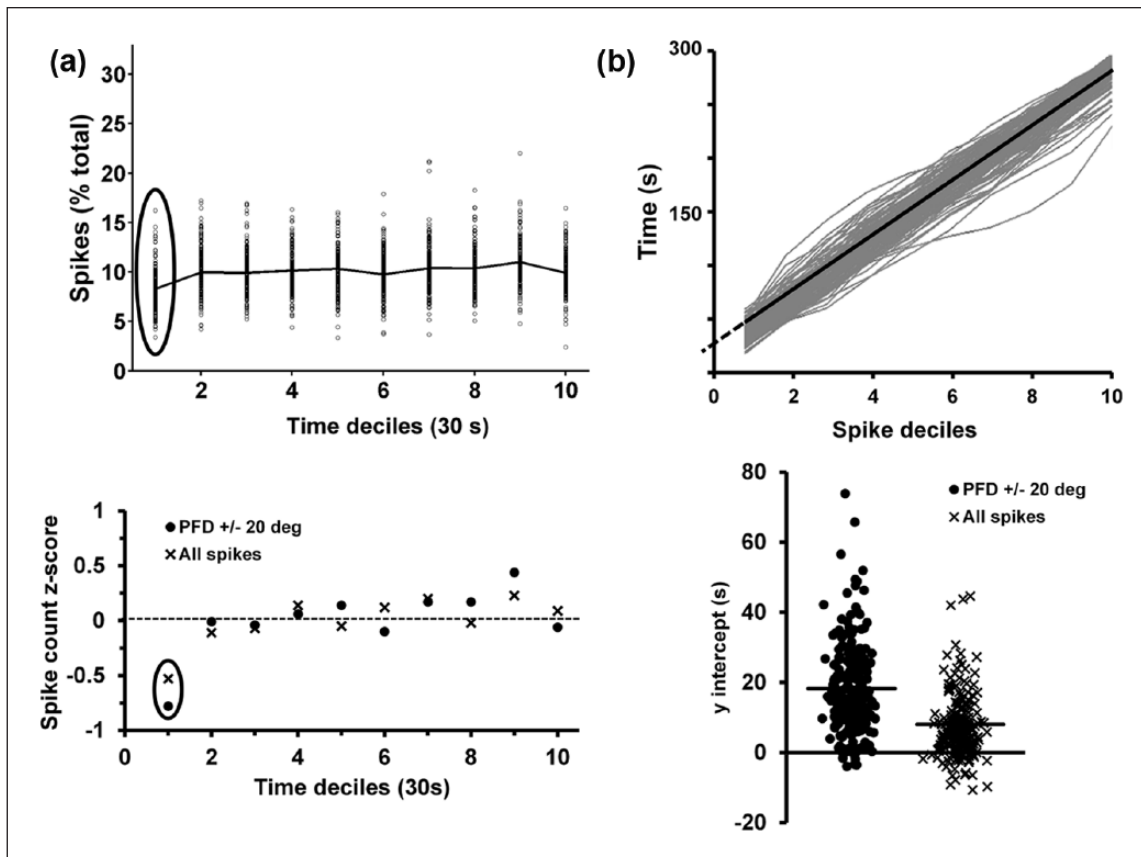 (a)
Spikes (% total)
30
25
20
15
10
5
0
2 4 6 8 10
Time deciles (30 s)
(b)
Time (s)
300
150
0 2 4 6 8 10
Spike deciles
Spike count z-score
1
0.5
0
-0.5
-1
PFD +/- 20 deg
All spikes
0 1 2 3 4 5 6 7 8 9 10
Time deciles (30s)
y intercept (s)
80
60
40
20
0
-20
PFD +/- 20 deg
All spikes